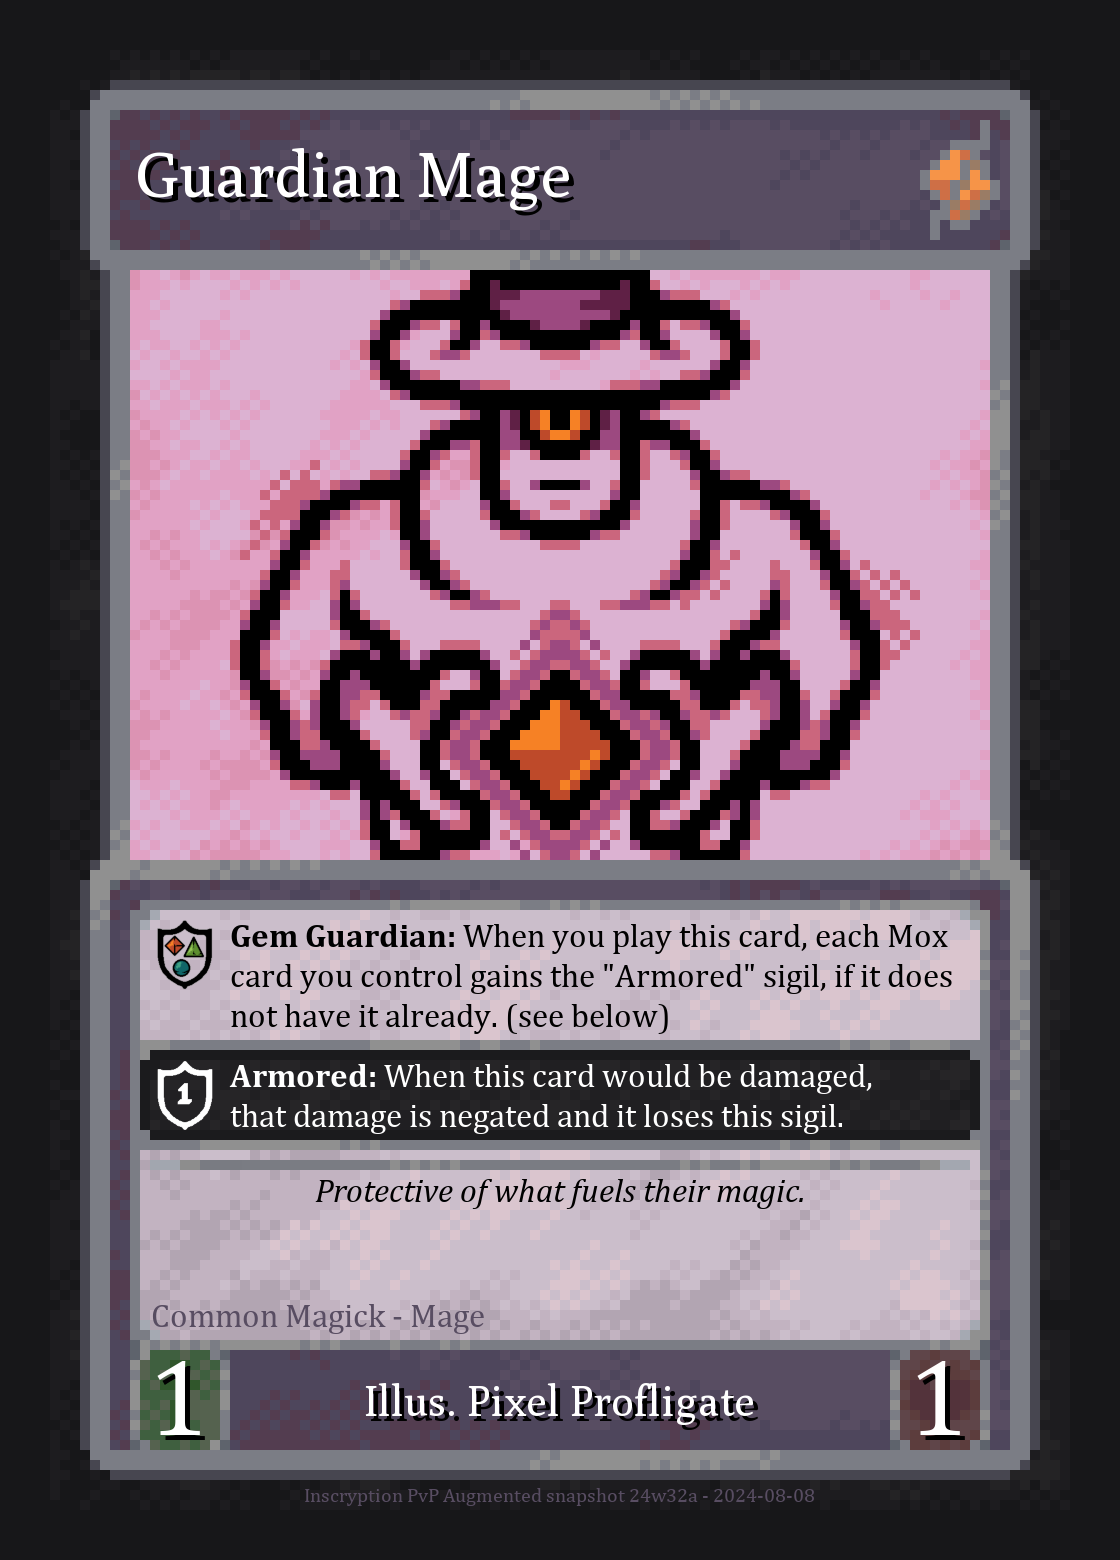 Guardian Mage
Gem Guardian: When you play this card, each Mox
card you control gains the "Armored" sigil, if it does
not have it already. (see below)
1
Armored: When this card would be damaged,
that damage is negated and it loses this sigil.
Protective of what fuels their magic.
Common Magick - Mage
1
Illus. Pixel Profligate
1
Inscryption PvP Augmented snapshot 24w32a - 2024-08-08